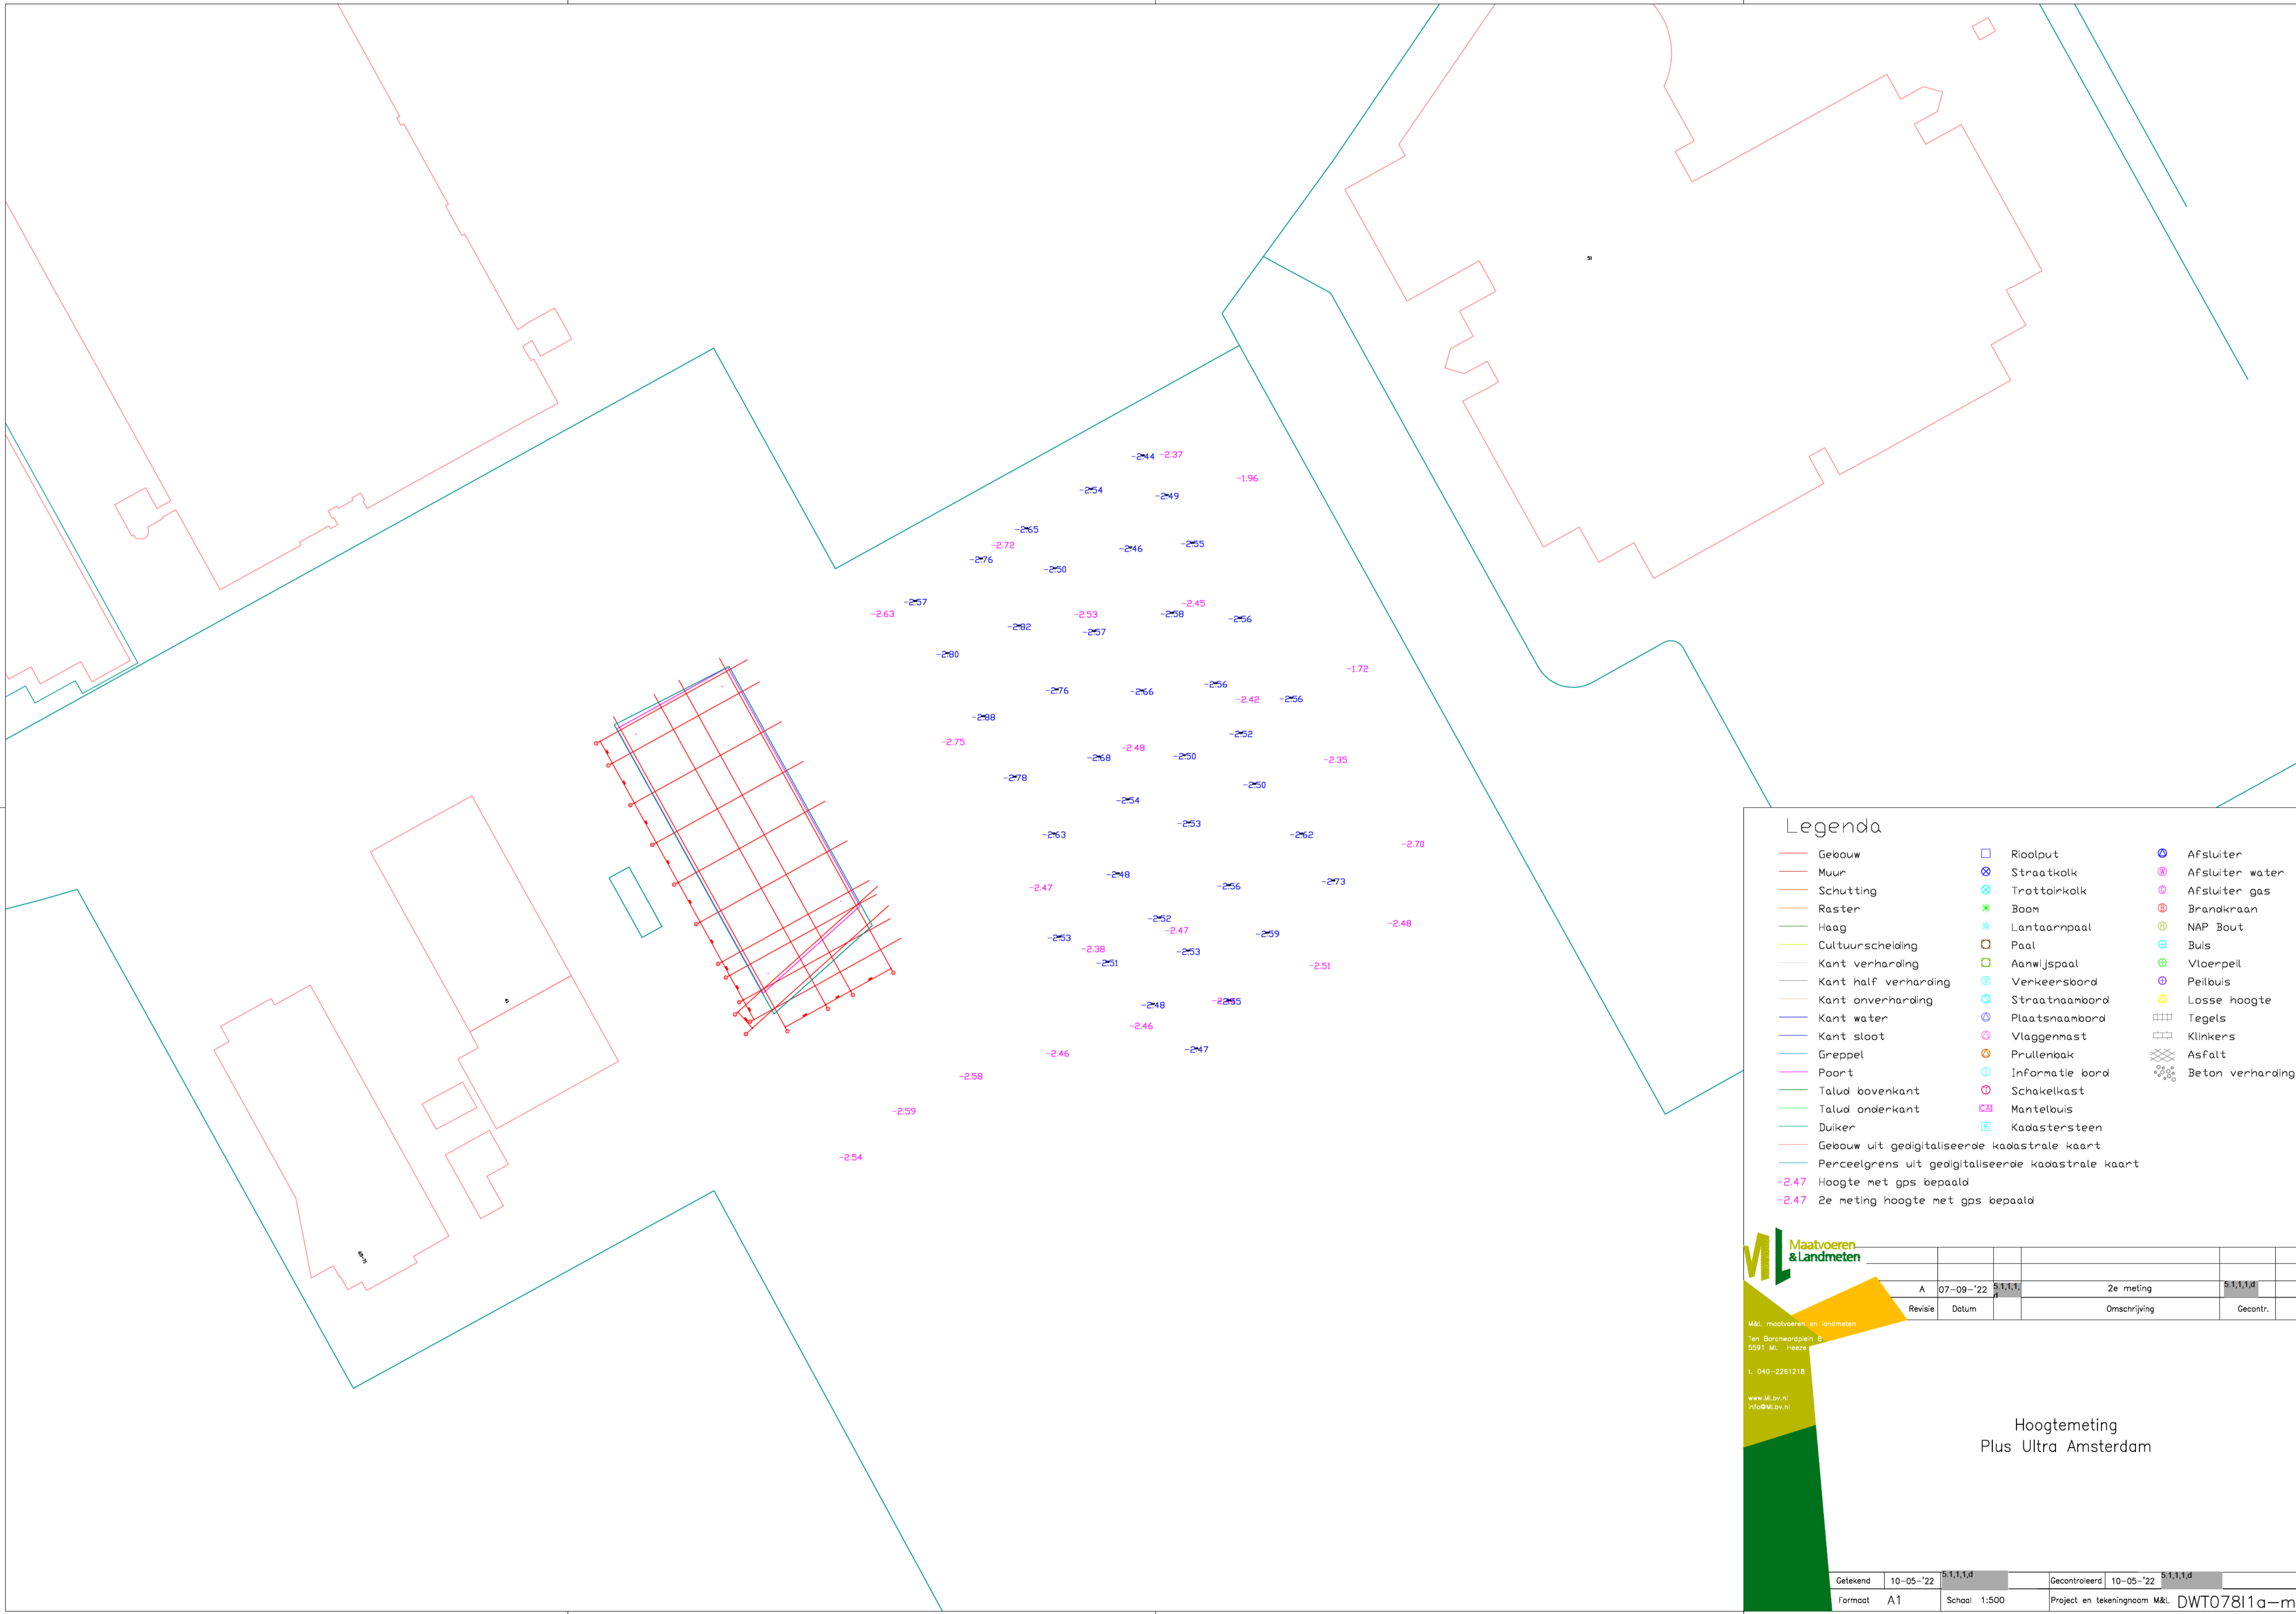 51
-2.44 -2.37
-1.96
-2.54
-2.49
-2.65
-2.72
-2.46
-2.55
-2.76
-2.50
-2.57
-2.63
-2.53
-2.45
-2.58
-2.56
-2.82
-2.57
-2.80
-1.72
-2.76
-2.66
-2.56
-2.42
-2.56
-2.88
-2.52
-2.75
-2.48
-2.68
-2.50
-2.35
-2.78
-2.50
-2.54
-2.53
-2.63
-2.62
-2.70
-2.48
-2.73
-2.47
-2.56
-2.52
-2.48
-2.47
-2.53
-2.59
-2.38
-2.53
-2.51
-2.51
-2.48
-2.55
-2.46
-2.47
-2.46
-2.58
-2.59
-2.54
Legenda
Gebouw
Muur
Schutting
Raster
Haag
Cultuurscheiding
Kant verharding
Kant half verharding
Kant onverharding
Kant water
Kant sloot
Greppel
Poort
Talud bovenkant
Talud onderkant
Duiker
Gebouw uit gedigitaliseerde kadastrale kaart
Perceelgrens uit gedigitaliseerde kadastrale kaart
-2.47 Hoogte met gps bepaald
-2.47 2e meting hoogte met gps bepaald
Rioolput
Straatkolk
Trottoirkolk
Boom
Lantaarnpaal
Paal
Aanwijspaal
Verkeersbord
Straatnaambord
Plaatsnaambord
Vlaggenmast
Prullenbak
Informatie bord
Schakelkast
CAI Mantelbuis
Kadastersteen
Afsluiter
W Afsluiter water
G Afsluiter gas
B Brandkraan
NAP Bout
Buis
Vloerpeil
Peilbuis
Losse hoogte
Tegels
Klinkers
Asfalt
Beton verharding
ML Maatvoeren
& Landmeten
A 07-09-'22 5.1,1,1,d 2e meting 5.1,1,1,d
Revisie Datum Omschrijving Gecontr.
M&L maatvoeren en landmeten
Ten Borchwardplein 8
5591 ML Heeze
t. 040-2261218
www.MLbv.nl
info@MLbv.nl
Hoogtemeting
Plus Ultra Amsterdam
Getekend 10-05-'22 5.1,1,1,d Gecontroleerd 10-05-'22 5.1,1,1,d
Formaat A1 Schaal 1:500 Project en tekeningnaam M&L DWT078I1a-m